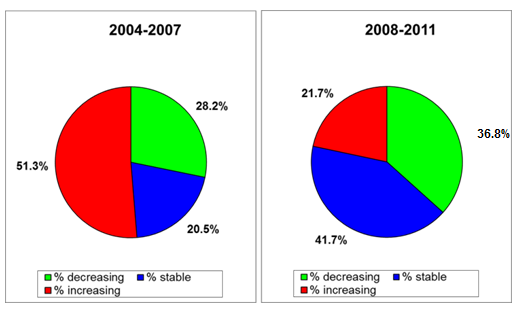 2004-2007
28.2%
51.3%
20.5%
% decreasing % stable
% increasing
2008-2011
21.7%
36.8%
41.7%
% decreasing % stable
% increasing